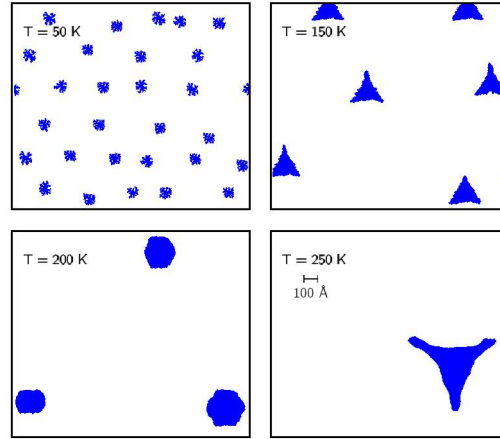 T = 50 K
T = 150 K
T = 200 K
T = 250 K
100 Å